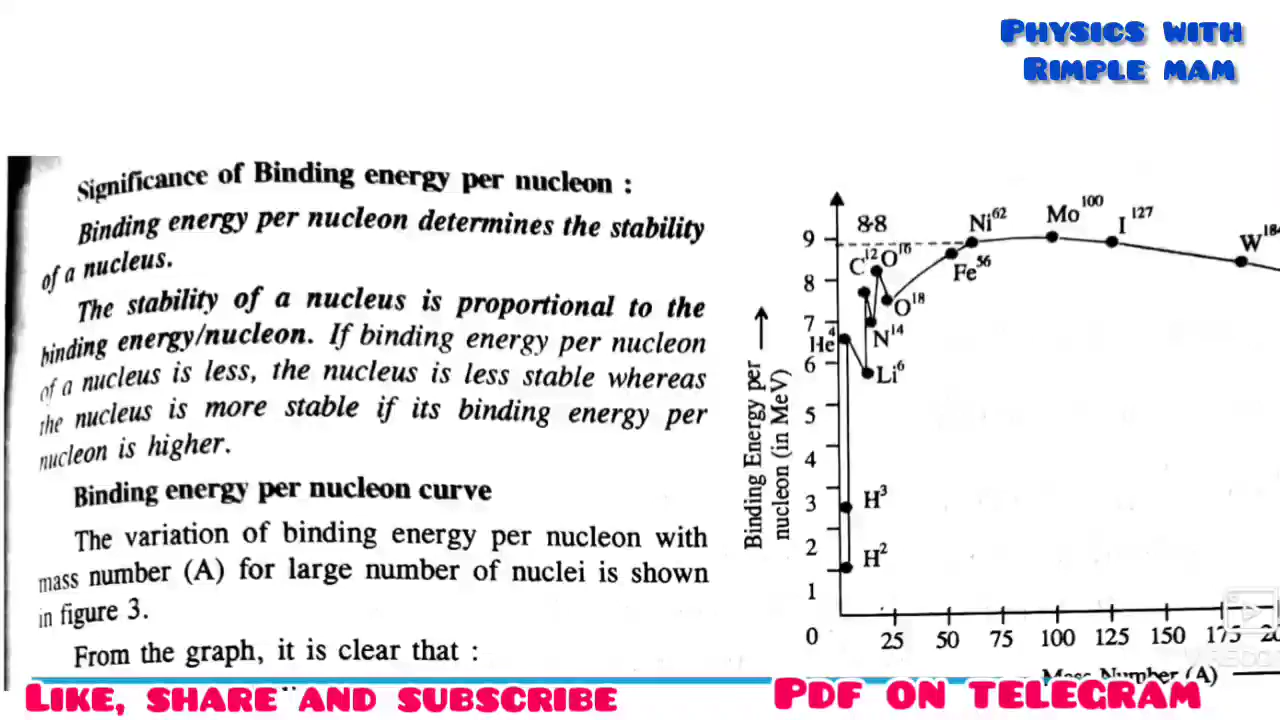 PHYSICS WITH
RIMPLE MAM
Significance of Binding energy per nucleon :
Binding energy per nucleon determines the stability
of a nucleus.
The stability of a nucleus is proportional to the
binding energy/nucleon. If binding energy per nucleon
of a nucleus is less, the nucleus is less stable whereas
the nucleus is more stable if its binding energy per
nucleon is higher.
Binding energy per nucleon curve
The variation of binding energy per nucleon with
mass number (A) for large number of nuclei is shown
in figure 3.
From the graph, it is clear that :
Binding Energy per
nucleon (in MeV)
9
8
7
6
5
4
3
2
1
0
8·8
Ni⁶²
Mo¹⁰⁰
I¹²⁷
W¹⁸⁴
C¹²
O¹⁶
Fe⁵⁶
O¹⁸
N¹⁴
He⁴
Li⁶
H³
H²
25 50 75 100 125 150 175
Mass Number (A)
LIKE, SHARE AND SUBSCRIBE
PDF ON TELEGRAM